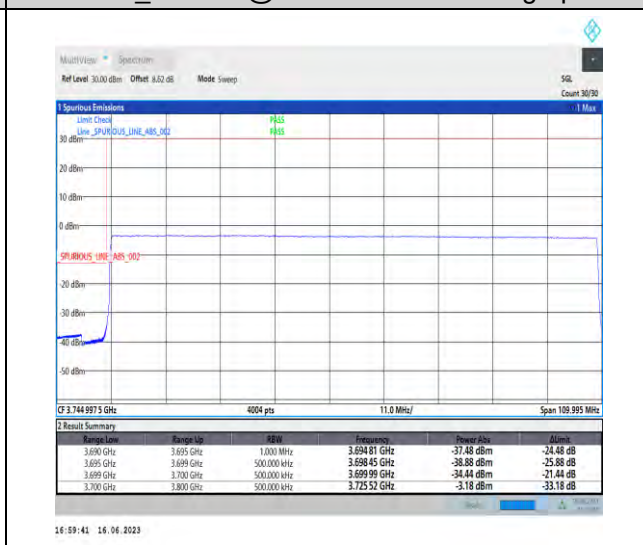 MultiView Spectrum
Ref Level 30.00 dBm Offset 8.62 dB Mode Sweep SGL
Count 30/30
1 Spurious Emissions 1 Max
Limit Check PASS
Line _SPURIOUS_LINE_ABS_002 PASS
30 dBm
20 dBm
10 dBm
0 dBm
SPURIOUS_LINE_ABS_002
-20 dBm
-30 dBm
-40 dBm
-50 dBm
CF 3.744 997 5 GHz 4004 pts 11.0 MHz/ Span 109.995 MHz
2 Result Summary
Range Low Range Up RBW Frequency Power Abs ΔLimit
3.690 GHz 3.695 GHz 1.000 MHz 3.694 81 GHz -37.48 dBm -24.48 dB
3.695 GHz 3.699 GHz 500.000 kHz 3.698 45 GHz -38.88 dBm -25.88 dB
3.699 GHz 3.700 GHz 500.000 kHz 3.699 99 GHz -34.44 dBm -21.44 dB
3.700 GHz 3.800 GHz 500.000 kHz 3.725 52 GHz -3.18 dBm -33.18 dB
16:59:41 16.06.2023